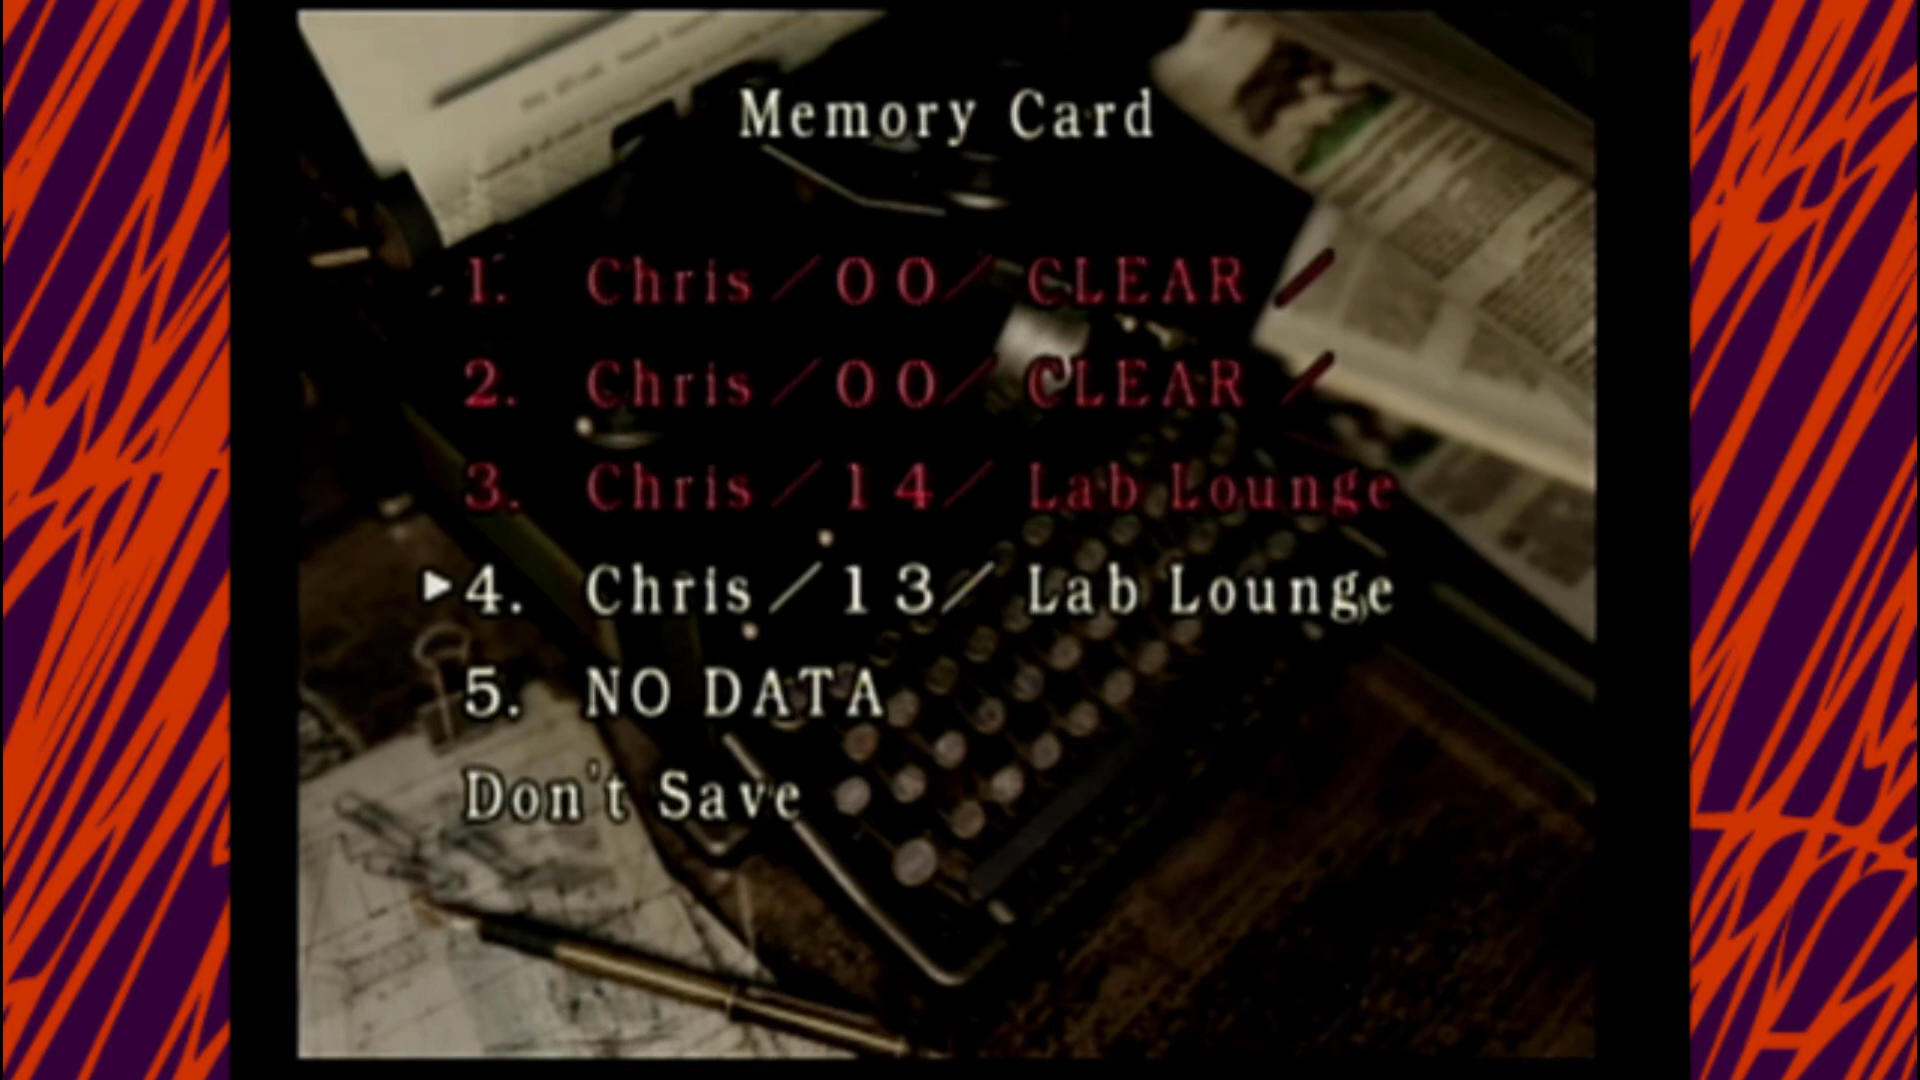 Memory Card
1. Chris/00/ CLEAR /
2. Chris/00/ CLEAR /
3. Chris/14/ Lab Lounge
▶4. Chris/13/ Lab Lounge
5. NO DATA
Don't Save